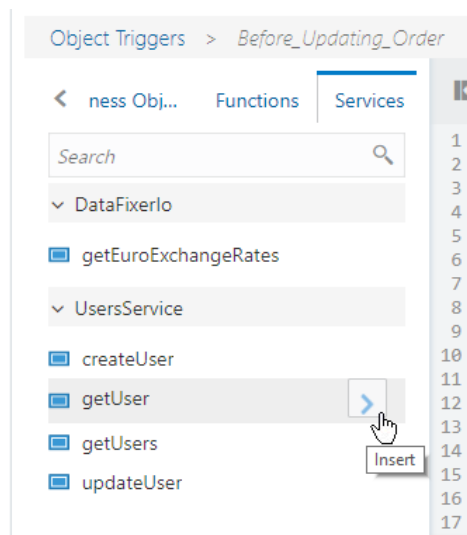 Object Triggers > Before_Updating_Order
ness Obj... Functions Services
Search
DataFixerIo
getEuroExchangeRates
UsersService
createUser
getUser
getUsers
Insert
updateUser
1
2
3
4
5
6
7
8
9
10
11
12
13
14
15
16
17